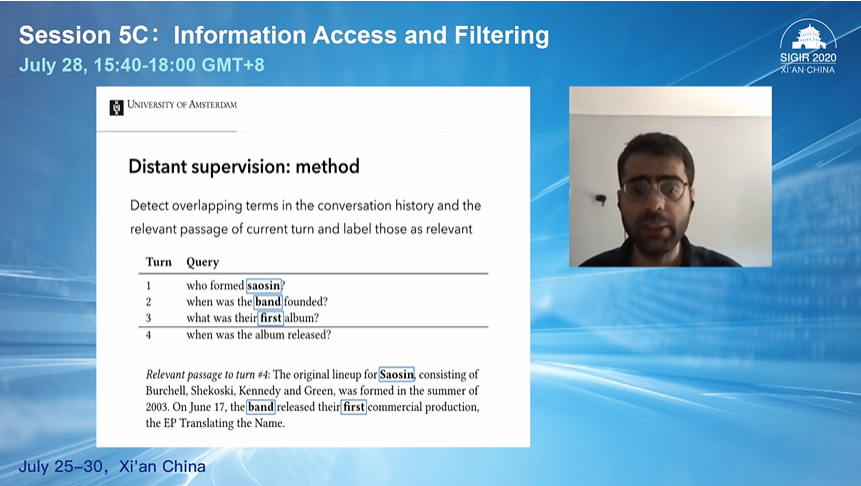 Session 5C: Information Access and Filtering
July 28, 15:40-18:00 GMT+8
SIGIR 2020
XI'AN·CHINA
UNIVERSITY OF AMSTERDAM
Distant supervision: method
Detect overlapping terms in the conversation history and the
relevant passage of current turn and label those as relevant
Turn Query
1 who formed saosin?
2 when was the band founded?
3 what was their first album?
4 when was the album released?
Relevant passage to turn #4: The original lineup for Saosin, consisting of
Burchell, Shekoski, Kennedy and Green, was formed in the summer of
2003. On June 17, the band released their first commercial production,
the EP Translating the Name.
July 25-30, Xi'an China